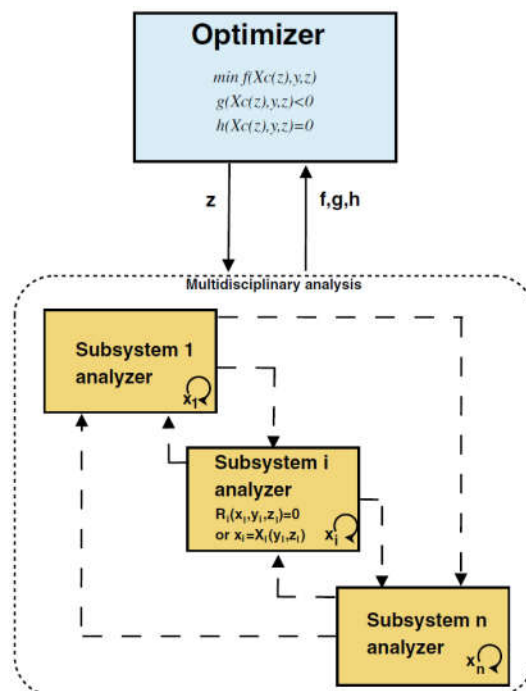 Optimizer
min f(Xc(z),y,z)
g(Xc(z),y,z)<0
h(Xc(z),y,z)=0
z
f,g,h
Multidisciplinary analysis
Subsystem 1
analyzer
x₁
Subsystem i
analyzer
Rᵢ(xᵢ,yᵢ,zᵢ)=0
or xᵢ=Xᵢ(yᵢ,zᵢ)
xᵢ
Subsystem n
analyzer
xₙ